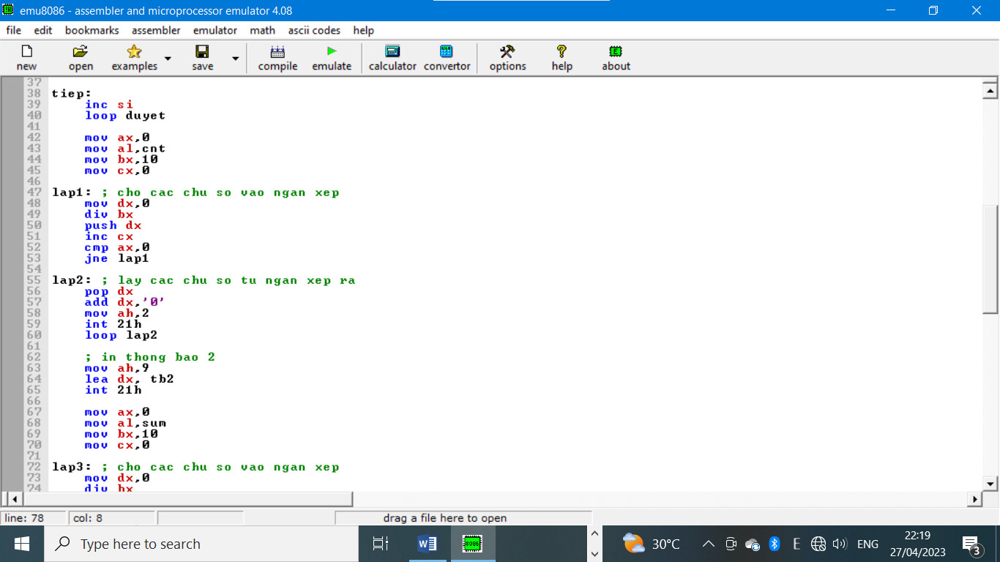 emu8086 - assembler and microprocessor emulator 4.08
file edit bookmarks assembler emulator math ascii codes help
new open examples save compile emulate calculator convertor options help about
37
38 tiep:
39 inc si
40 loop duyet
41
42 mov ax,0
43 mov al,cnt
44 mov bx,10
45 mov cx,0
46
47 lap1: ; cho cac chu so vao ngan xep
48 mov dx,0
49 div bx
50 push dx
51 inc cx
52 cmp ax,0
53 jne lap1
54
55 lap2: ; lay cac chu so tu ngan xep ra
56 pop dx
57 add dx,'0'
58 mov ah,2
59 int 21h
60 loop lap2
61
62 ; in thong bao 2
63 mov ah,9
64 lea dx, tb2
65 int 21h
66
67 mov ax,0
68 mov al,sum
69 mov bx,10
70 mov cx,0
71
72 lap3: ; cho cac chu so vao ngan xep
73 mov dx,0
74 div bx
line: 78 col: 8 drag a file here to open
Type here to search
8086
30°C
E
ENG
22:19
27/04/2023
3